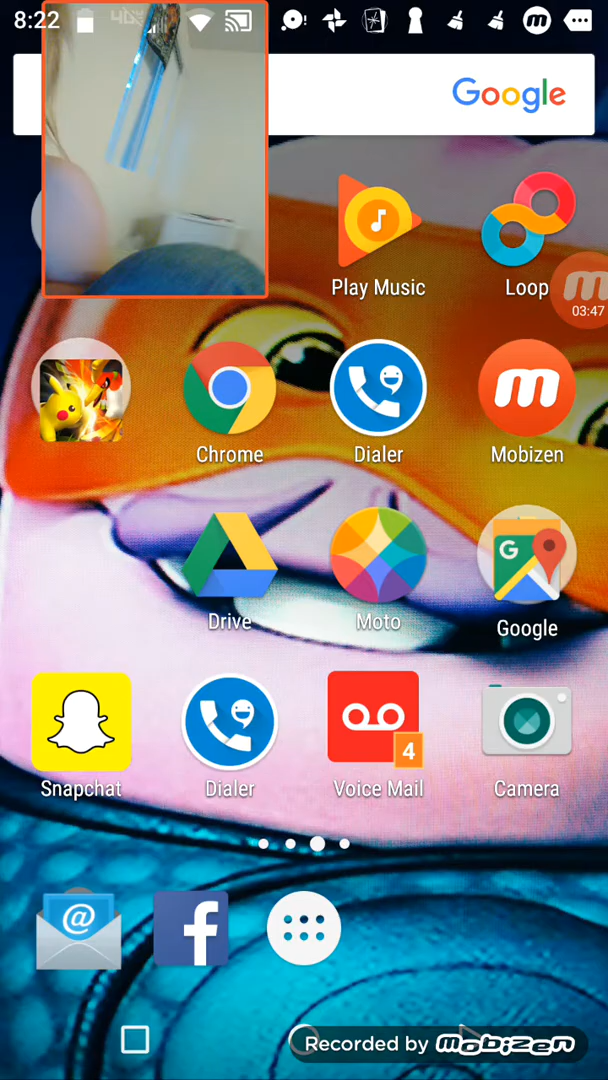 8:22
Google
Play Music
Loop
03:47
Chrome
Dialer
Mobizen
Drive
Moto
G
Google
Snapchat
Dialer
4
Voice Mail
Camera
@
f
Recorded by mobizen